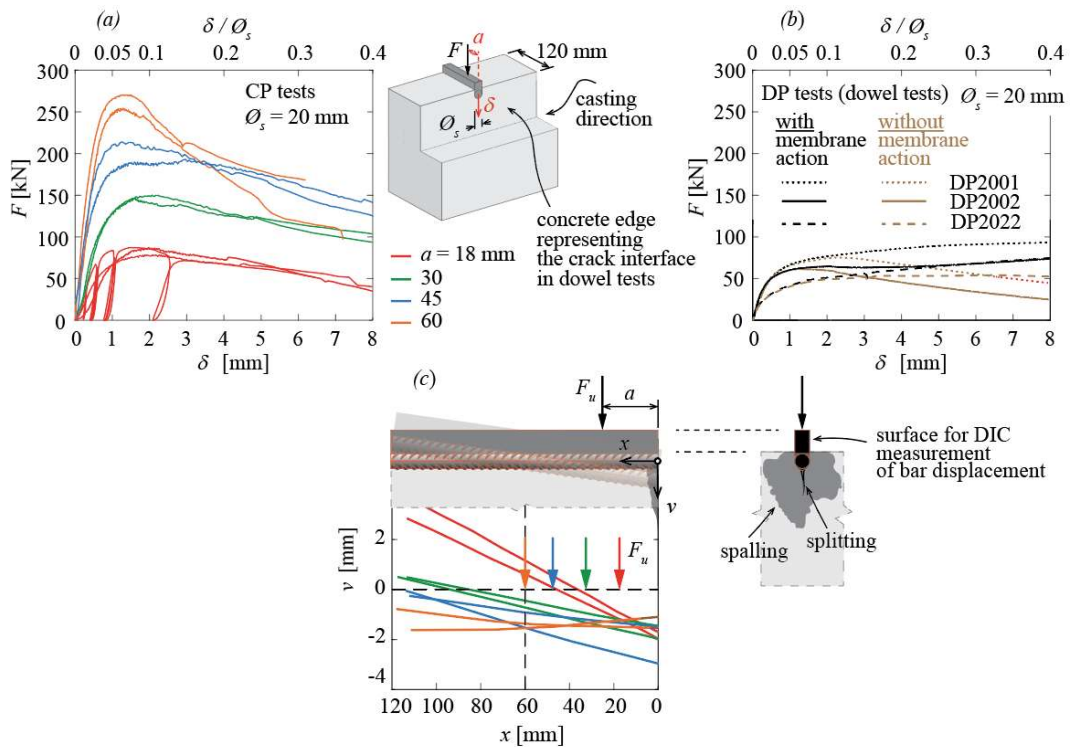 (a)
δ / Øs
0 0.05 0.1 0.2 0.3 0.4
300
250
200
150
100
50
0
F [kN]
CP tests
Øs = 20 mm
0 1 2 3 4 5 6 7 8
δ [mm]
F
a
120 mm
δ
Øs
casting
direction
concrete edge
representing
the crack interface
in dowel tests
a = 18 mm
30
45
60
(b)
δ / Øs
0 0.05 0.1 0.2 0.3 0.4
300
250
200
150
100
50
0
F [kN]
DP tests (dowel tests) Øs = 20 mm
with
membrane
action
without
membrane
action
DP2001
DP2002
DP2022
0 1 2 3 4 5 6 7 8
δ [mm]
(c)
Fu
a
x
v
2
0
-2
-4
v [mm]
Fu
120 100 80 60 40 20 0
x [mm]
surface for DIC
measurement
of bar displacement
spalling
splitting